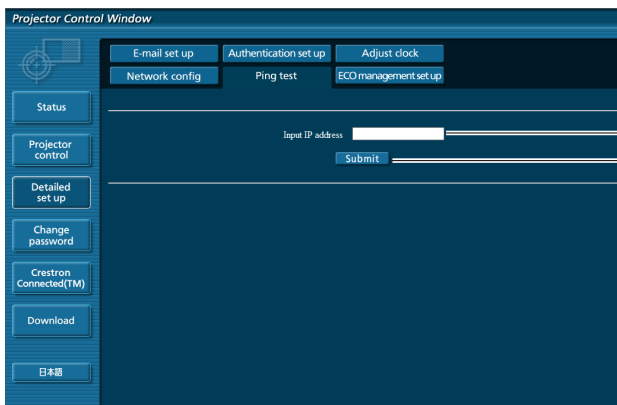 Projector Control Window
E-mail set up
Authentication set up
Adjust clock
Network config
Ping test
ECO management set up
Status
Projector
control
Detailed
set up
Change
password
Crestron
Connected(TM)
Download
日本語
Input IP address
Submit